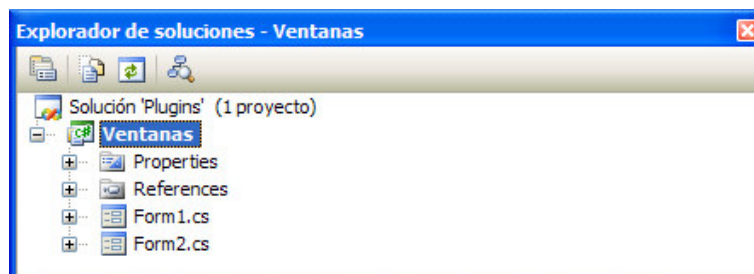 Explorador de soluciones - Ventanas
Solución 'Plugins' (1 proyecto)
C# Ventanas
Properties
References
Form1.cs
Form2.cs